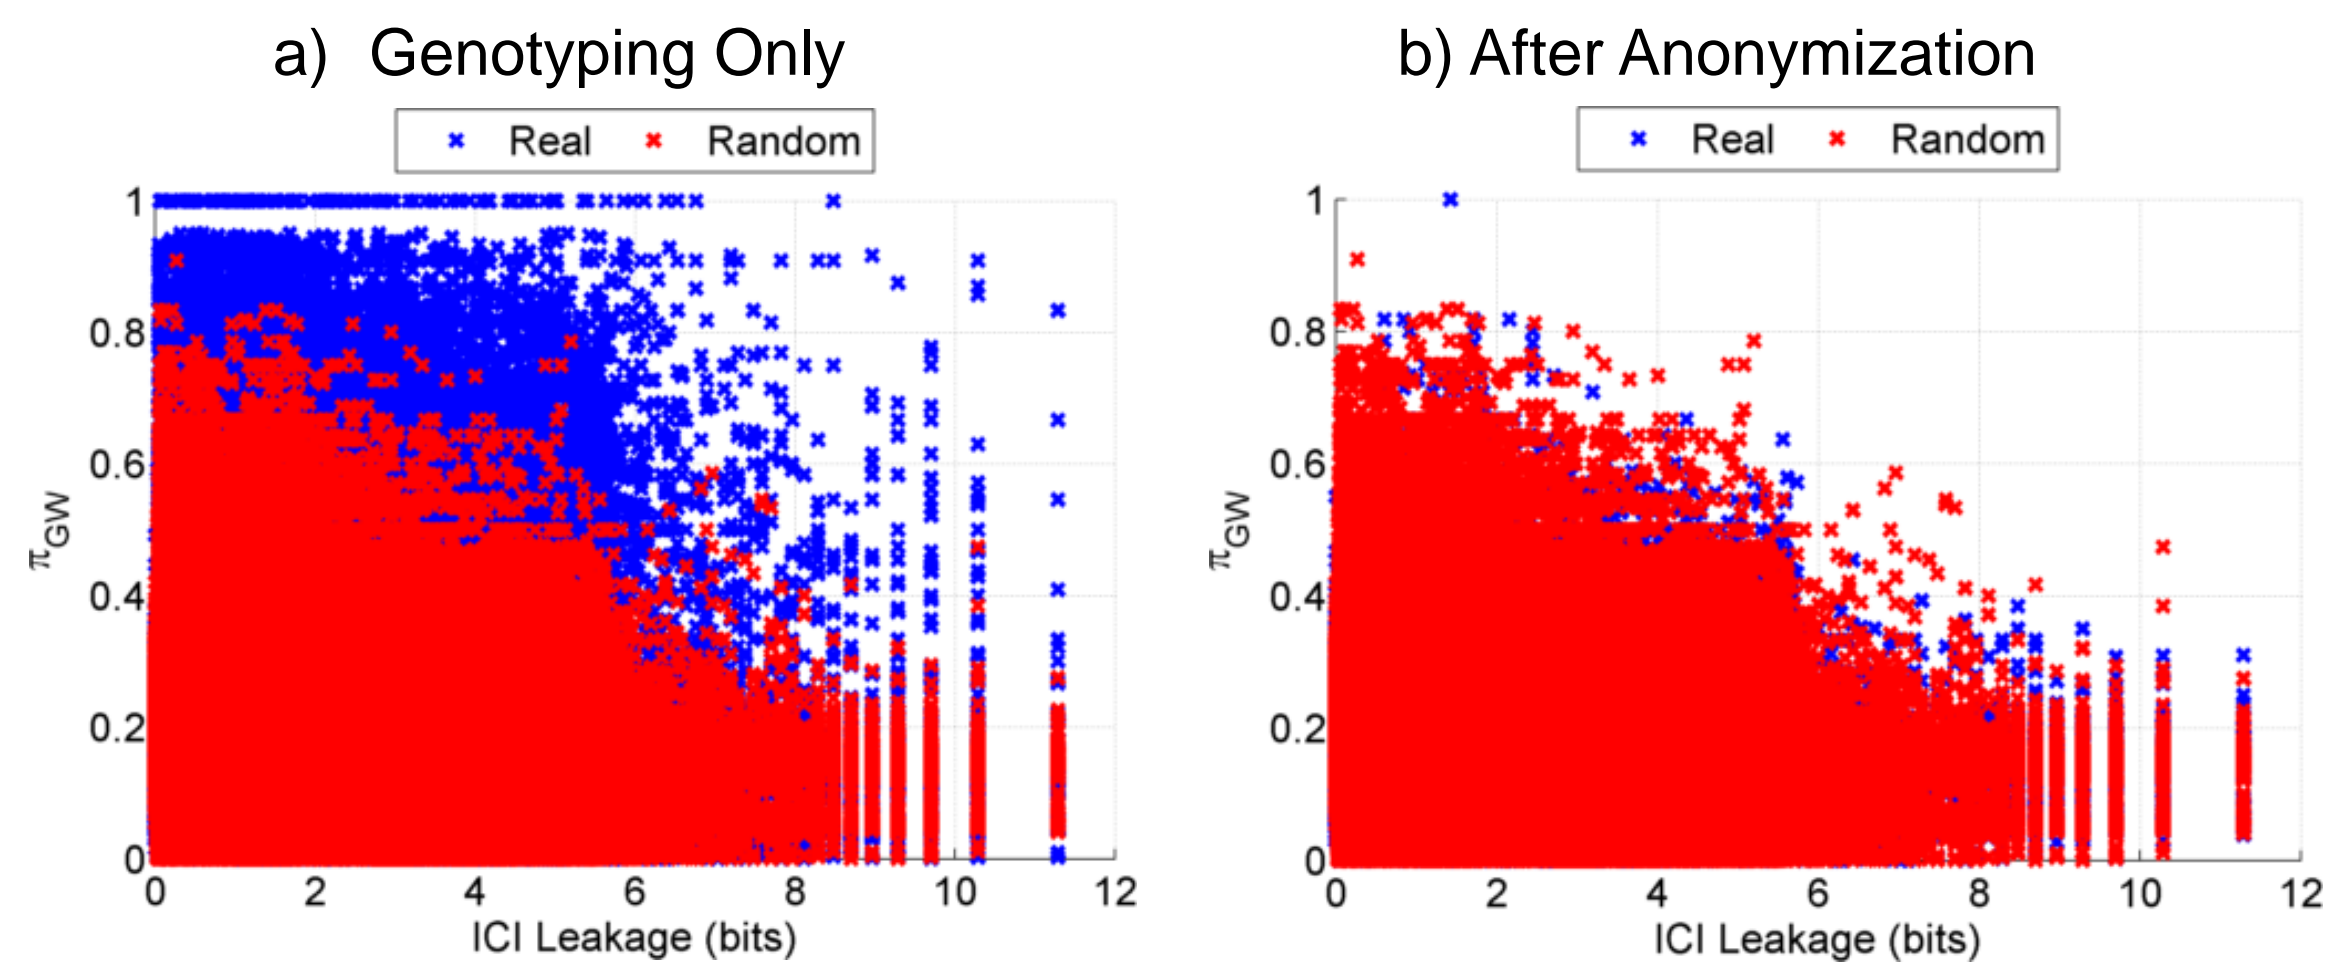 a) Genotyping Only
Real Random
1
0.8
0.6
0.4
0.2
0
πGW
0 2 4 6 8 10 12
ICI Leakage (bits)
b) After Anonymization
Real Random
1
0.8
0.6
0.4
0.2
0
πGW
0 2 4 6 8 10 12
ICI Leakage (bits)